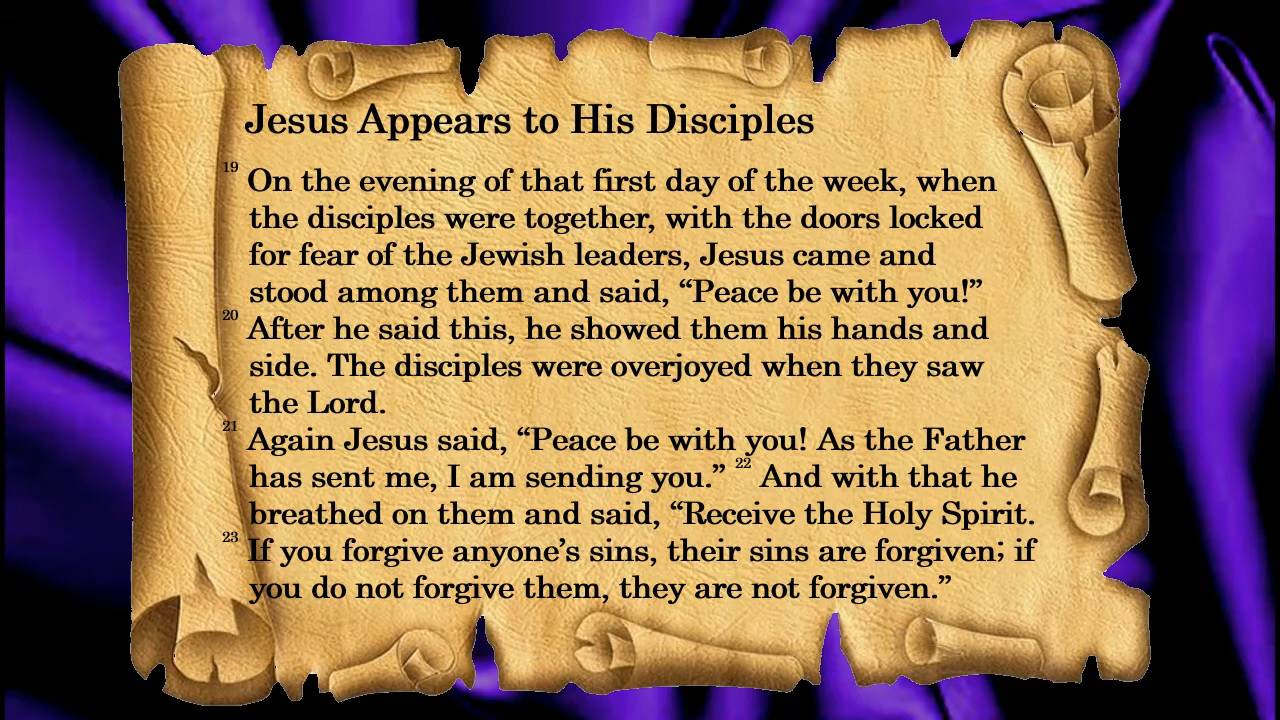 Jesus Appears to His Disciples
19 On the evening of that first day of the week, when
the disciples were together, with the doors locked
for fear of the Jewish leaders, Jesus came and
stood among them and said, “Peace be with you!”
20 After he said this, he showed them his hands and
side. The disciples were overjoyed when they saw
the Lord.
21 Again Jesus said, “Peace be with you! As the Father
has sent me, I am sending you.” 22 And with that he
breathed on them and said, “Receive the Holy Spirit.
23 If you forgive anyone’s sins, their sins are forgiven; if
you do not forgive them, they are not forgiven.”